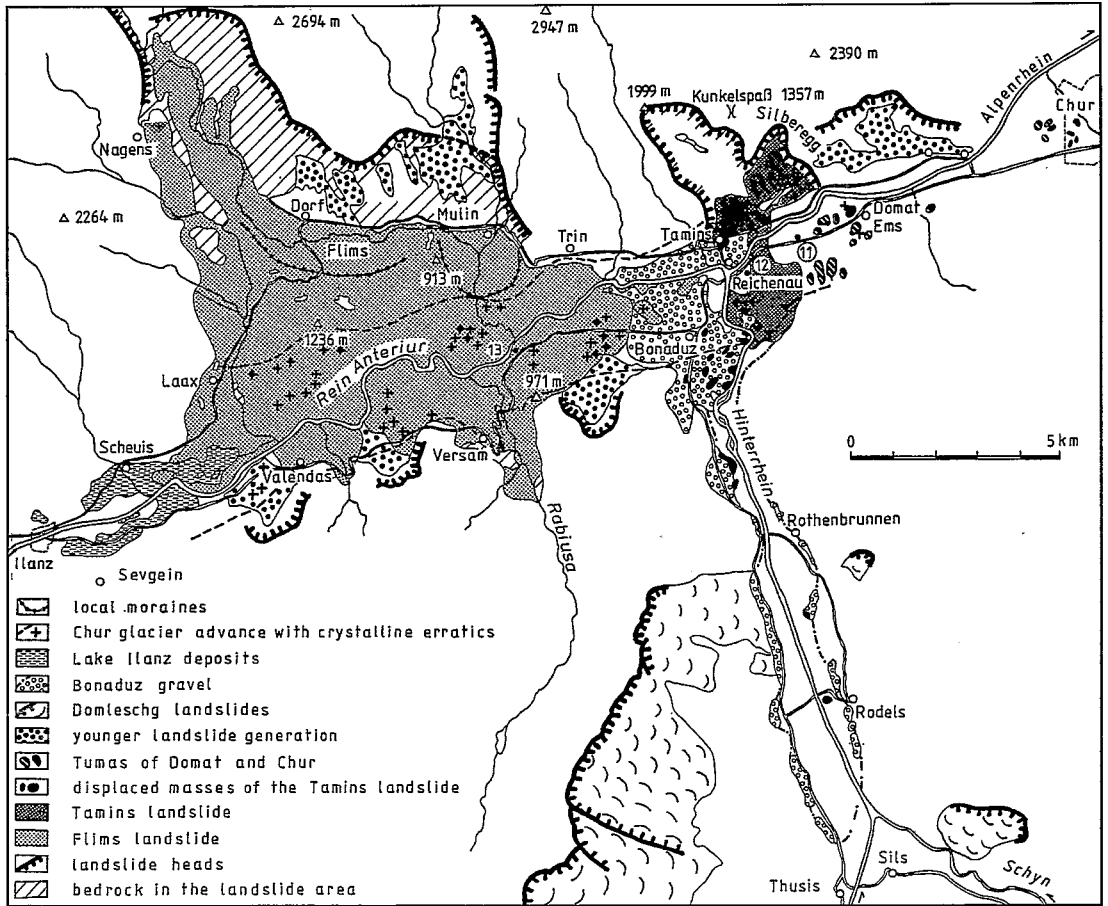 2694 m
2947 m
2390 m
1999 m
Kunkelspaß 1357m
Silberegg
Alpenrhein
Chur
Nagens
2264 m
Dorf
Mulin
Flims
Trin
Tamins
Domat
Ems
913 m
12
11
Reichenau
1236 m
13
Bonaduz
Rein Anteriur
Laax
971 m
Scheuis
Versam
Valendas
Hinterrhein
0 5 km
Rabiusa
Rothenbrunnen
Ilanz
Sevgein
local moraines
Chur glacier advance with crystalline erratics
Lake Ilanz deposits
Bonaduz gravel
Domleschg landslides
younger landslide generation
Tumas of Domat and Chur
displaced masses of the Tamins landslide
Tamins landslide
Flims landslide
landslide heads
bedrock in the landslide area
Rodels
Sils
Schyn
Thusis